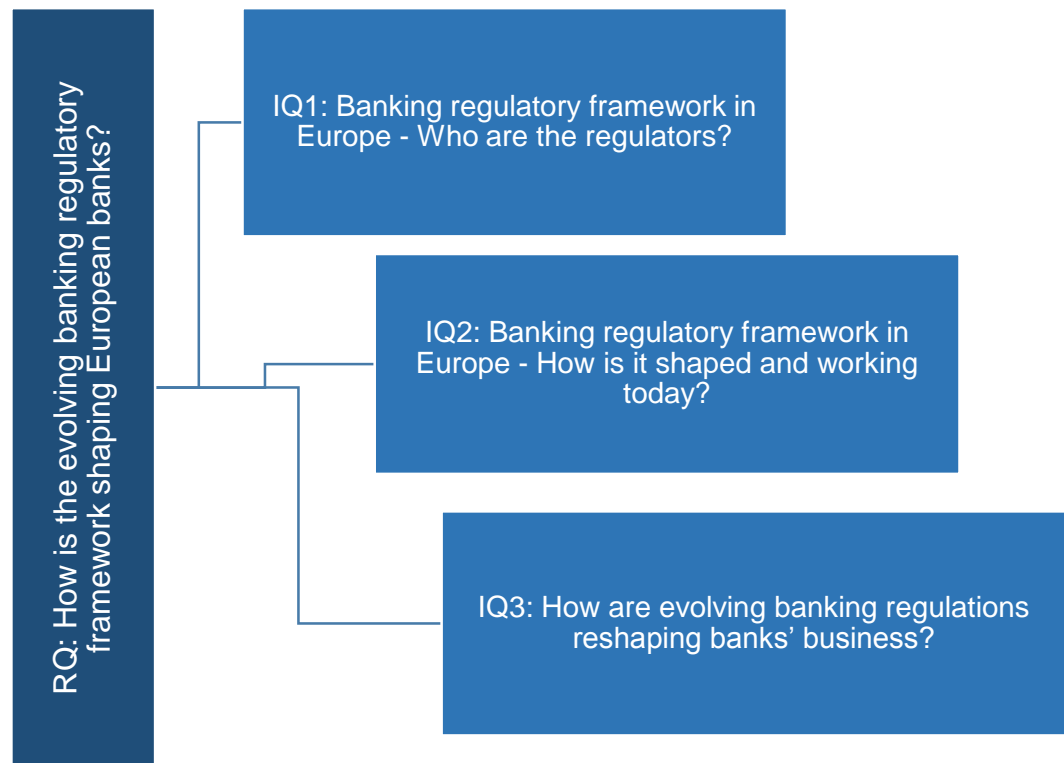 RQ: How is the evolving banking regulatory
framework shaping European banks?
IQ1: Banking regulatory framework in
Europe - Who are the regulators?
IQ2: Banking regulatory framework in
Europe - How is it shaped and working
today?
IQ3: How are evolving banking regulations
reshaping banks’ business?